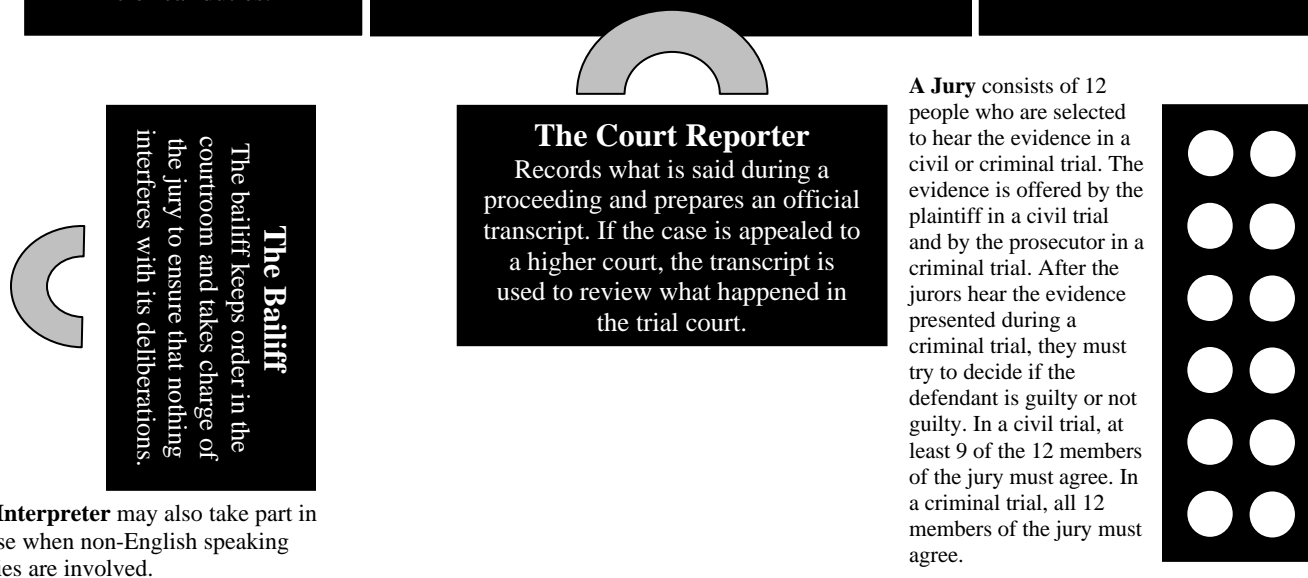 The Bailiff
The bailiff keeps order in the
courtroom and takes charge of
the jury to ensure that nothing
interferes with its deliberations.
Interpreter may also take part in
when non-English speaking
are involved.
The Court Reporter
Records what is said during a
proceeding and prepares an official
transcript. If the case is appealed to
a higher court, the transcript is
used to review what happened in
the trial court.
A Jury consists of 12
people who are selected
to hear the evidence in a
civil or criminal trial. The
evidence is offered by the
plaintiff in a civil trial
and by the prosecutor in a
criminal trial. After the
jurors hear the evidence
presented during a
criminal trial, they must
try to decide if the
defendant is guilty or not
guilty. In a civil trial, at
least 9 of the 12 members
of the jury must agree. In
a criminal trial, all 12
members of the jury must
agree.